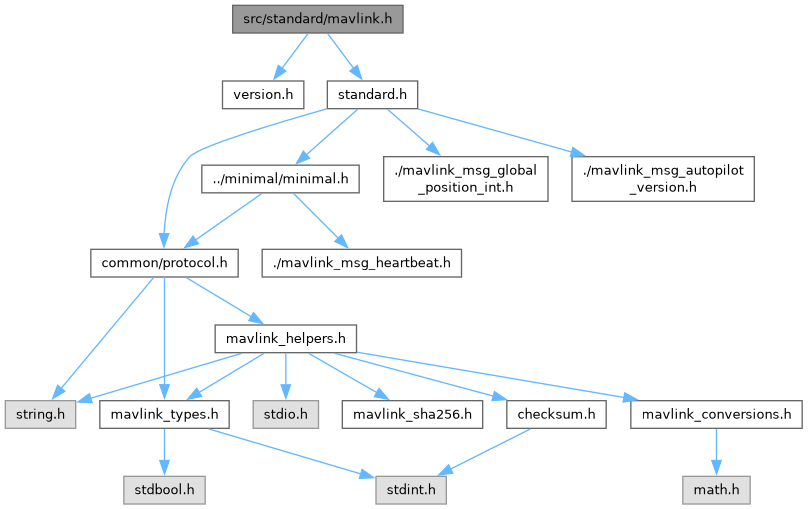 src/standard/mavlink.h
version.h
standard.h
../minimal/minimal.h
./mavlink_msg_global
_position_int.h
./mavlink_msg_autopilot
_version.h
common/protocol.h
./mavlink_msg_heartbeat.h
mavlink_helpers.h
string.h
mavlink_types.h
stdio.h
mavlink_sha256.h
checksum.h
mavlink_conversions.h
stdbool.h
stdint.h
math.h